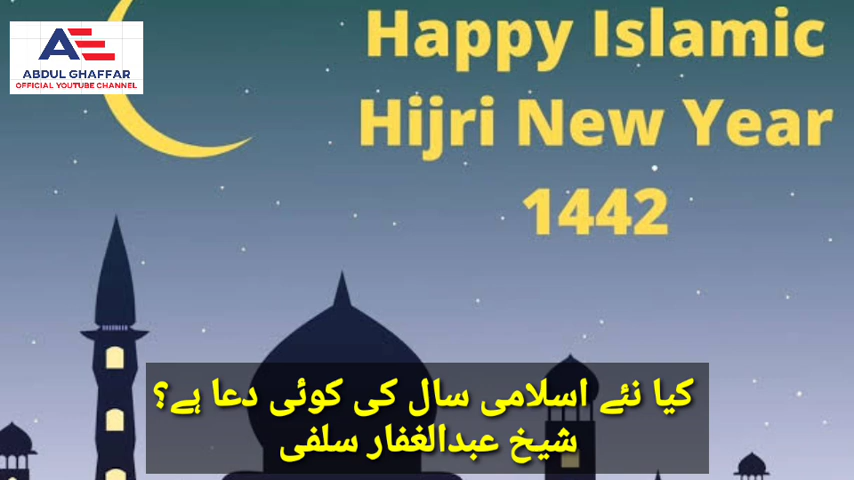 AE
ABDUL GHAFFAR
OFFICIAL YOUTUBE CHANNEL
Happy Islamic
Hijri New Year
1442
کیا نئے اسلامی سال کی کوئی دعا ہے؟
شیخ عبدالغفار سلفی